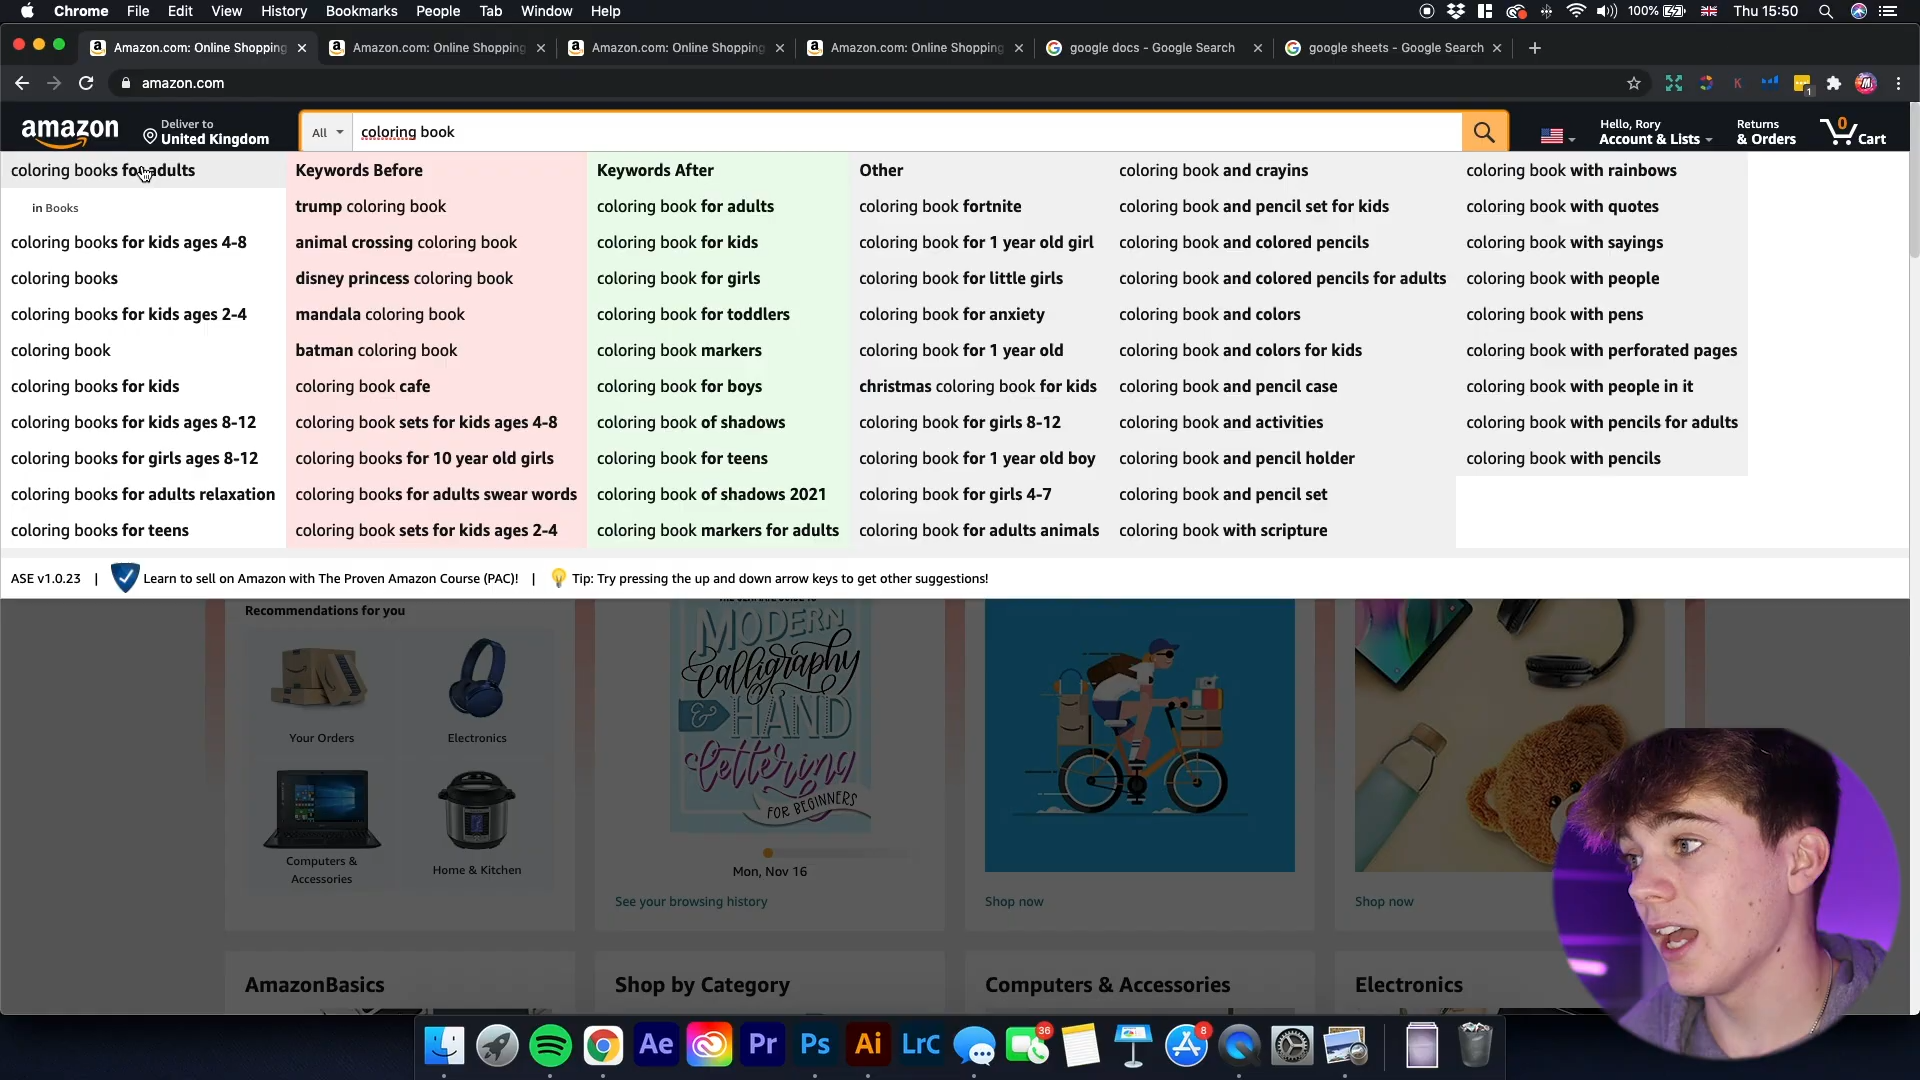 Chrome File Edit View History Bookmarks People Tab Window Help
100% Thu 15:50
Amazon.com: Online Shopping
Amazon.com: Online Shopping
Amazon.com: Online Shopping
Amazon.com: Online Shopping
google docs - Google Search
google sheets - Google Search
amazon.com
1
amazon
Deliver to
United Kingdom
All
coloring book
Hello, Rory
Account & Lists
Returns
& Orders
0
Cart
coloring books for adults
in Books
coloring books for kids ages 4-8
coloring books
coloring books for kids ages 2-4
coloring book
coloring books for kids
coloring books for kids ages 8-12
coloring books for girls ages 8-12
coloring books for adults relaxation
coloring books for teens
Keywords Before
trump coloring book
animal crossing coloring book
disney princess coloring book
mandala coloring book
batman coloring book
coloring book cafe
coloring book sets for kids ages 4-8
coloring books for 10 year old girls
coloring books for adults swear words
coloring book sets for kids ages 2-4
Keywords After
coloring book for adults
coloring book for kids
coloring book for girls
coloring book for toddlers
coloring book markers
coloring book for boys
coloring book of shadows
coloring book for teens
coloring book of shadows 2021
coloring book markers for adults
Other
coloring book fortnite
coloring book for 1 year old girl
coloring book for little girls
coloring book for anxiety
coloring book for 1 year old
christmas coloring book for kids
coloring book for girls 8-12
coloring book for 1 year old boy
coloring book for girls 4-7
coloring book for adults animals
coloring book and crayins
coloring book and pencil set for kids
coloring book and colored pencils
coloring book and colored pencils for adults
coloring book and colors
coloring book and colors for kids
coloring book and pencil case
coloring book and activities
coloring book and pencil holder
coloring book and pencil set
coloring book with scripture
coloring book with rainbows
coloring book with quotes
coloring book with sayings
coloring book with people
coloring book with pens
coloring book with perforated pages
coloring book with people in it
coloring book with pencils for adults
coloring book with pencils
ASE v1.0.23 | Learn to sell on Amazon with The Proven Amazon Course (PAC)! | Tip: Try pressing the up and down arrow keys to get other suggestions!
Recommendations for you
Your Orders
Electronics
Computers &
Accessories
Home & Kitchen
MODERN
Calligraphy
& HAND
Lettering
FOR BEGINNERS
Mon, Nov 16
See your browsing history
Shop now
Shop now
AmazonBasics
Shop by Category
Computers & Accessories
Electronics
Ae
Pr
Ps
Ai
LrC
36
8